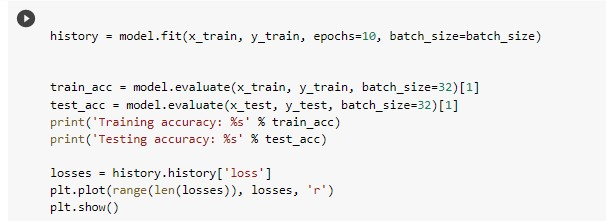 history = model.fit(x_train, y_train, epochs=10, batch_size=batch_size)
train_acc = model.evaluate(x_train, y_train, batch_size=32)[1]
test_acc = model.evaluate(x_test, y_test, batch_size=32)[1]
print('Training accuracy: %s' % train_acc)
print('Testing accuracy: %s' % test_acc)
losses = history.history['loss']
plt.plot(range(len(losses)), losses, 'r')
plt.show()